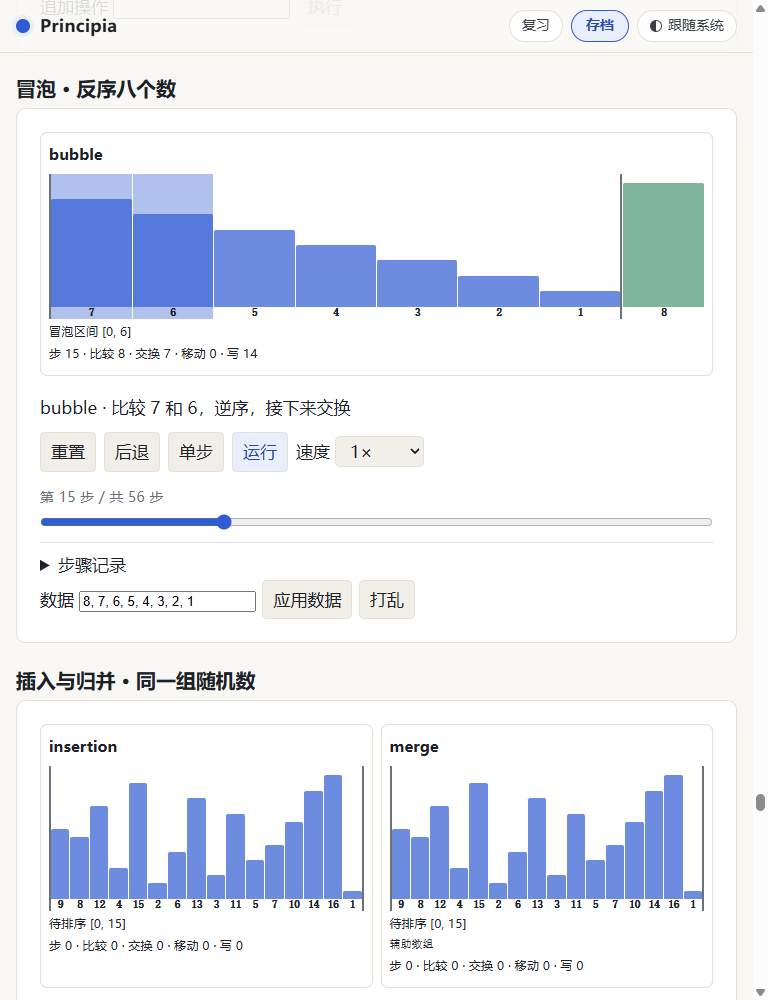 追加操作 执行
Principia 复习 存档 跟随系统
冒泡 · 反序八个数
bubble
7 6 5 4 3 2 1 8
冒泡区间 [0, 6]
步 15 · 比较 8 · 交换 7 · 移动 0 · 写 14
bubble · 比较 7 和 6，逆序，接下来交换
重置 后退 单步 运行 速度 1×
第 15 步 / 共 56 步
步骤记录
数据 8, 7, 6, 5, 4, 3, 2, 1 应用数据 打乱
插入与归并 · 同一组随机数
insertion
9 8 12 4 15 2 6 13 3 11 5 7 10 14 16 1
待排序 [0, 15]
步 0 · 比较 0 · 交换 0 · 移动 0 · 写 0
merge
9 8 12 4 15 2 6 13 3 11 5 7 10 14 16 1
待排序 [0, 15]
辅助数组
步 0 · 比较 0 · 交换 0 · 移动 0 · 写 0